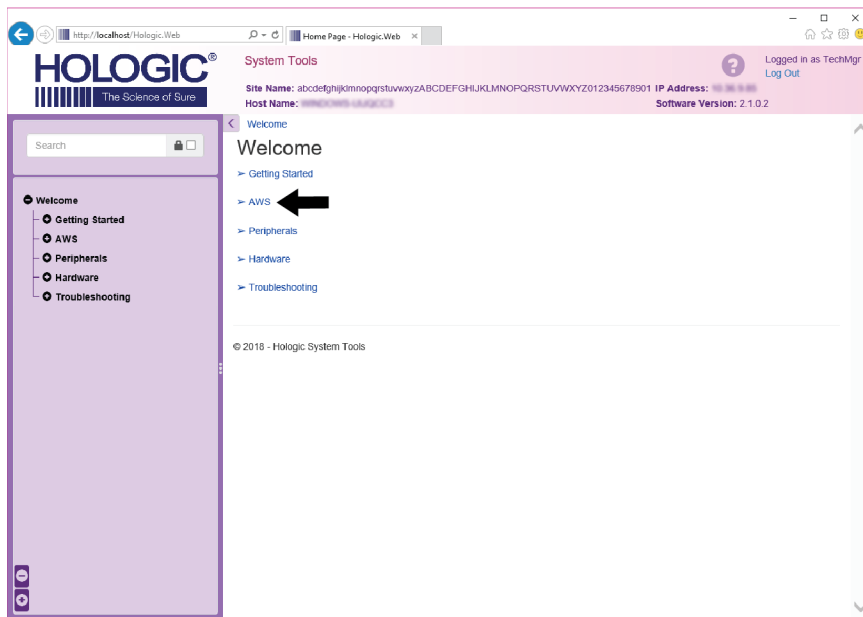 http://localhost/Hologic.Web
Home Page - Hologic.Web
HOLOGIC®
The Science of Sure
System Tools
Logged in as TechMgr
Log Out
Site Name: abcdefghijklmnopqrstuvwxyzABCDEFGHIJKLMNOPQRSTUVWXYZ012345678901 IP Address:
Host Name:
Software Version: 2.1.0.2
Search
Welcome
Getting Started
AWS
Peripherals
Hardware
Troubleshooting
Welcome
Welcome
➢ Getting Started
➢ AWS
➢ Peripherals
➢ Hardware
➢ Troubleshooting
© 2018 - Hologic System Tools